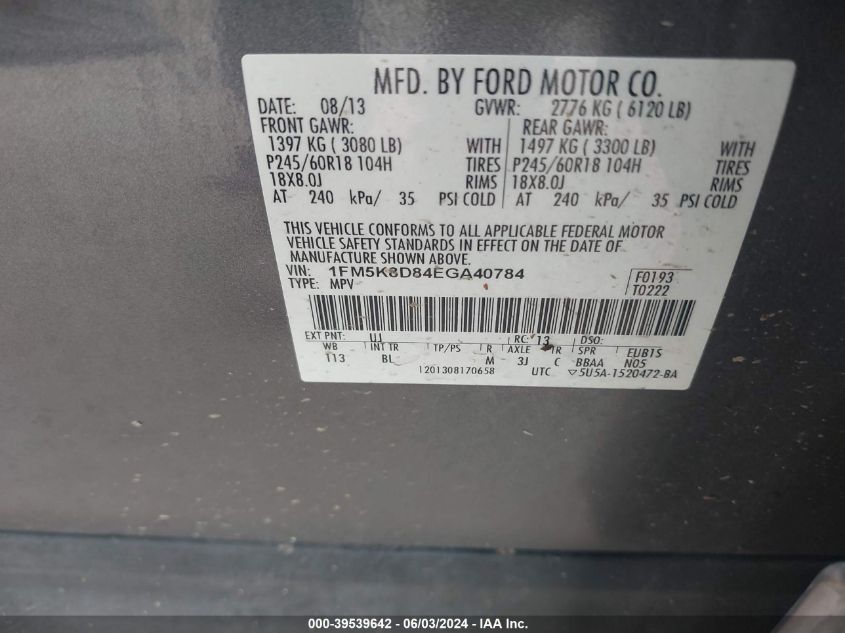 MFD. BY FORD MOTOR CO.
DATE: 08/13 GVWR: 2776 KG ( 6120 LB)
FRONT GAWR: REAR GAWR:
1397 KG ( 3080 LB) WITH 1497 KG ( 3300 LB) WITH
P245/60R18 104H TIRES P245/60R18 104H TIRES
18X8.0J RIMS 18X8.0J RIMS
AT 240 kPa/ 35 PSI COLD AT 240 kPa/ 35 PSI COLD
THIS VEHICLE CONFORMS TO ALL APPLICABLE FEDERAL MOTOR
VEHICLE SAFETY STANDARDS IN EFFECT ON THE DATE OF
MANUFACTURE SHOWN ABOVE.
VIN: 1FM5K8D84EGA40784 F0193
TYPE: MPV T0222
EXT PNT: UJ RC: 13 DSO:
WB INT TR TP/PS R AXLE TR SPR EUB1S
113 BL M 3J C BBAA N05
1201308170658 UTC ▽5U5A-1520472-BA
000-39539642 - 06/03/2024 - IAA Inc.